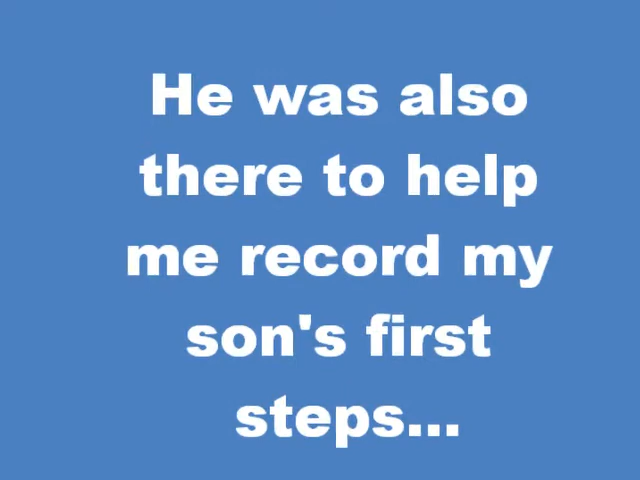 He was also
there to help
me record my
son's first
steps...